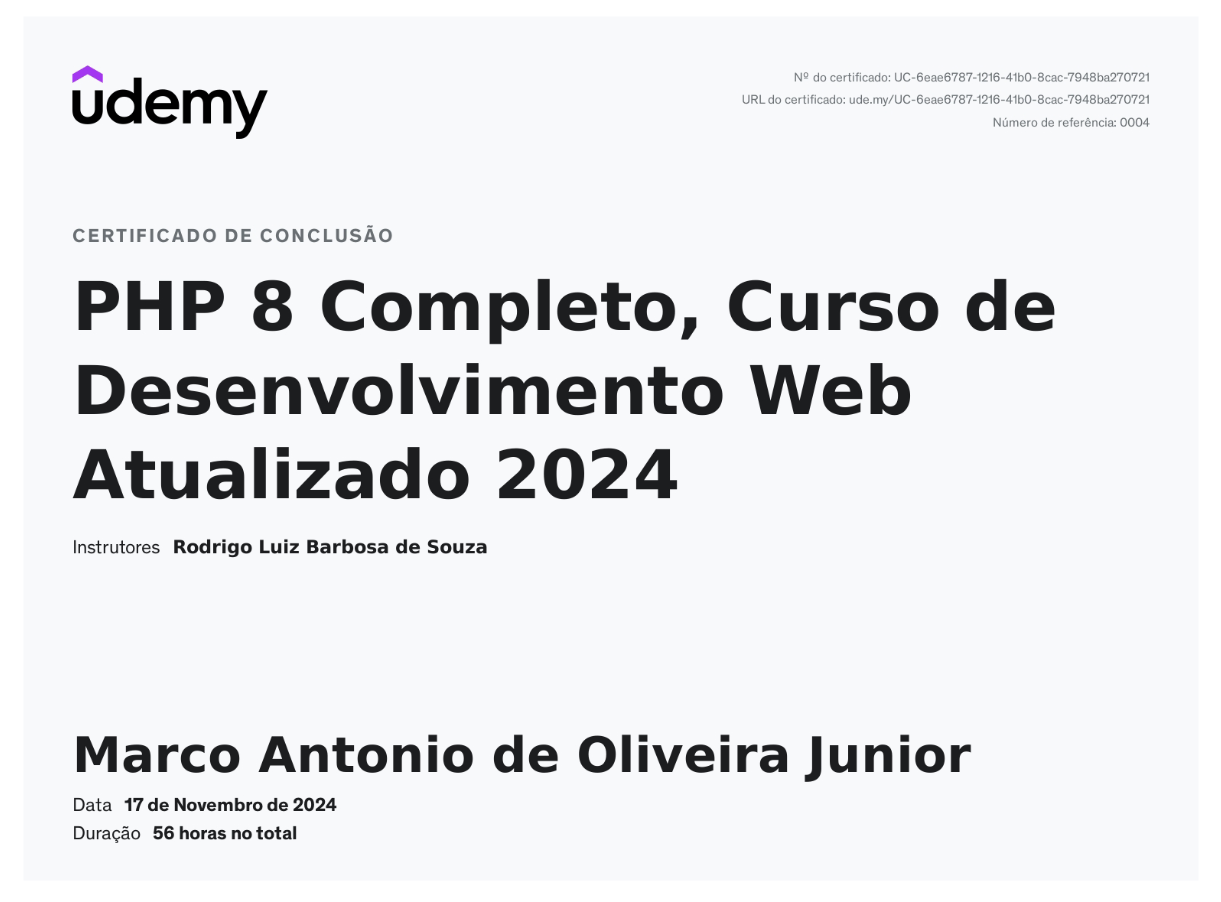 udemy
Nº do certificado: UC-6eae6787-1216-41b0-8cac-7948ba270721
URL do certificado: ude.my/UC-6eae6787-1216-41b0-8cac-7948ba270721
Número de referência: 0004
CERTIFICADO DE CONCLUSÃO
PHP 8 Completo, Curso de
Desenvolvimento Web
Atualizado 2024
Instrutores Rodrigo Luiz Barbosa de Souza
Marco Antonio de Oliveira Junior
Data 17 de Novembro de 2024
Duração 56 horas no total